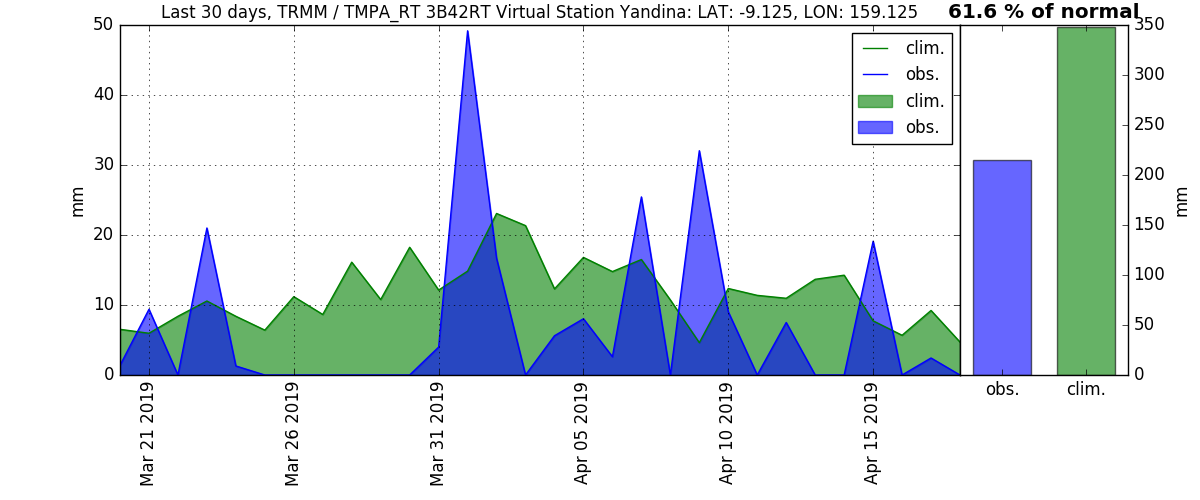 Last 30 days, TRMM / TMPA_RT 3B42RT Virtual Station Yandina: LAT: -9.125, LON: 159.125
61.6 % of normal
50
40
30
20
10
0
mm
clim.
obs.
clim.
obs.
350
300
250
200
150
100
50
0
mm
obs.
clim.
Mar 21 2019
Mar 26 2019
Mar 31 2019
Apr 05 2019
Apr 10 2019
Apr 15 2019